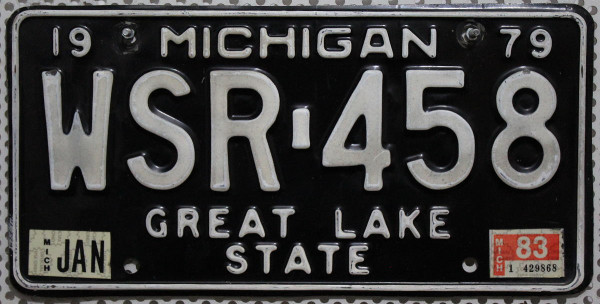 19 MICHIGAN 79
WSR-458
GREAT LAKE
STATE
MICH JAN
MICH 83
1 429868